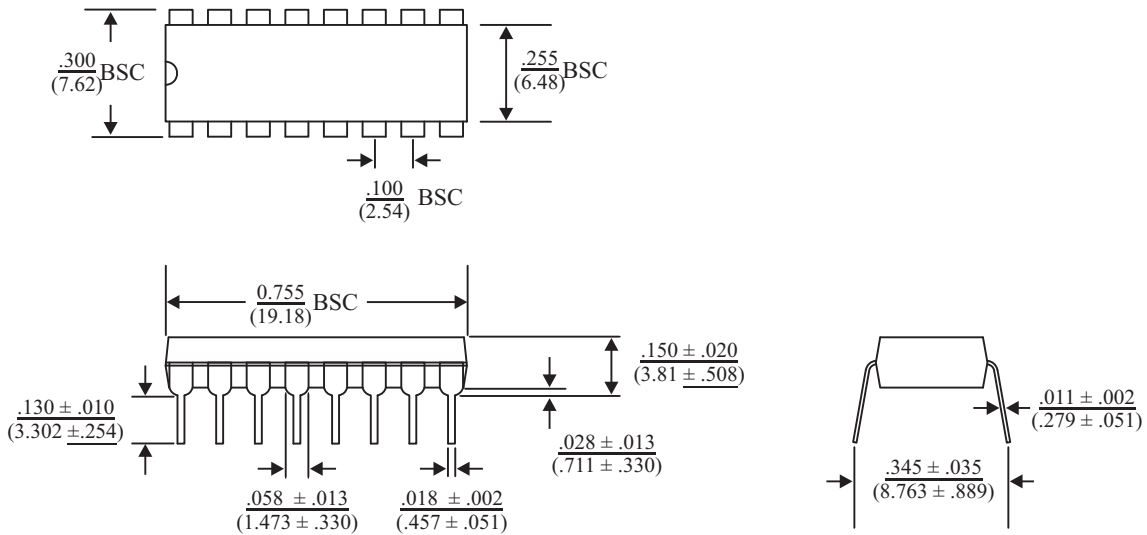 .300
(7.62) BSC
.255
(6.48) BSC
.100
(2.54) BSC
0.755
(19.18) BSC
.150 ± .020
(3.81 ± .508)
.130 ± .010
(3.302 ±.254)
.028 ± .013
(.711 ± .330)
.058 ± .013
(1.473 ± .330)
.018 ± .002
(.457 ± .051)
.011 ± .002
(.279 ± .051)
.345 ± .035
(8.763 ± .889)